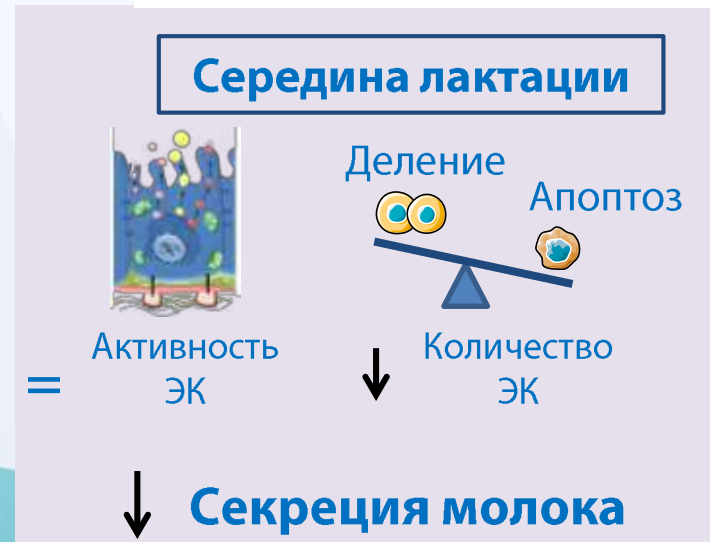 Середина лактации
Деление
Апоптоз
Активность
ЭК
=
Количество
ЭК
Секреция молока